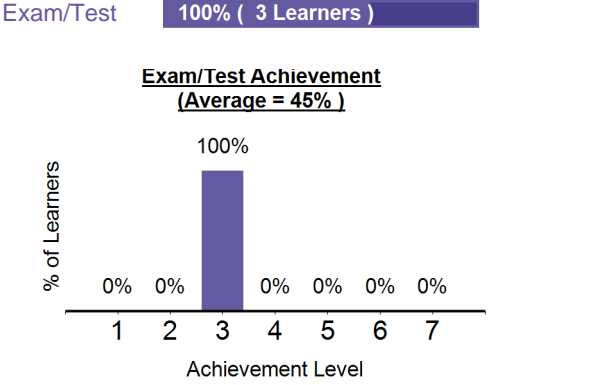 Exam/Test 100% ( 3 Learners )
Exam/Test Achievement
(Average = 45% )
100%
% of Learners
0% 0% 0% 0% 0% 0%
1 2 3 4 5 6 7
Achievement Level